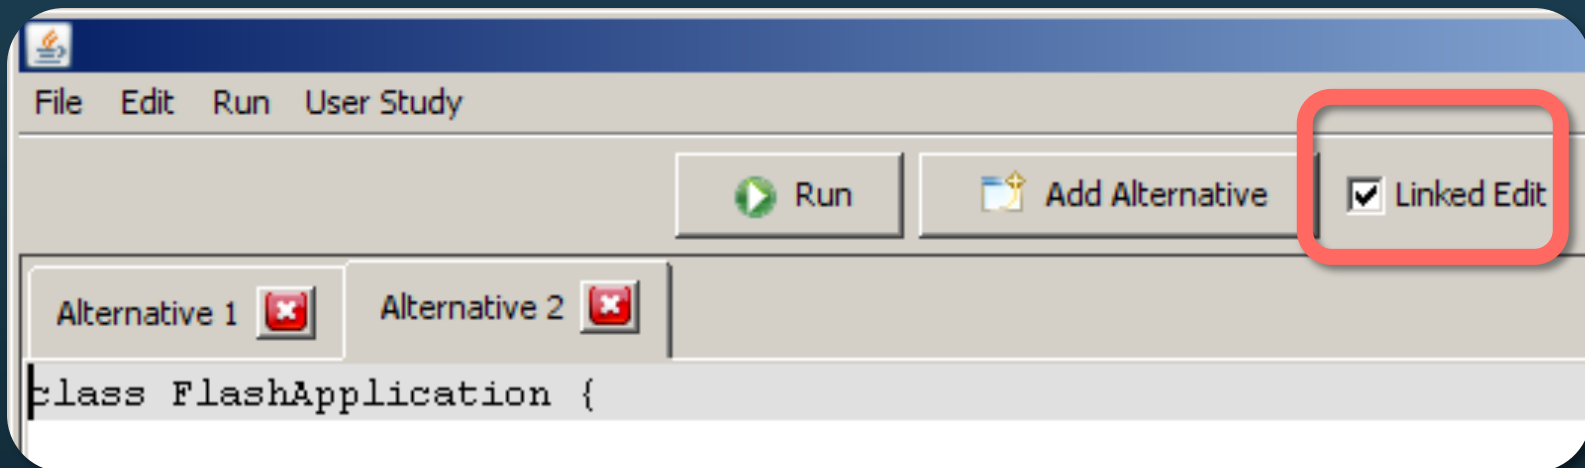 File Edit Run User Study
Run Add Alternative Linked Edit
Alternative 1 Alternative 2
class FlashApplication {